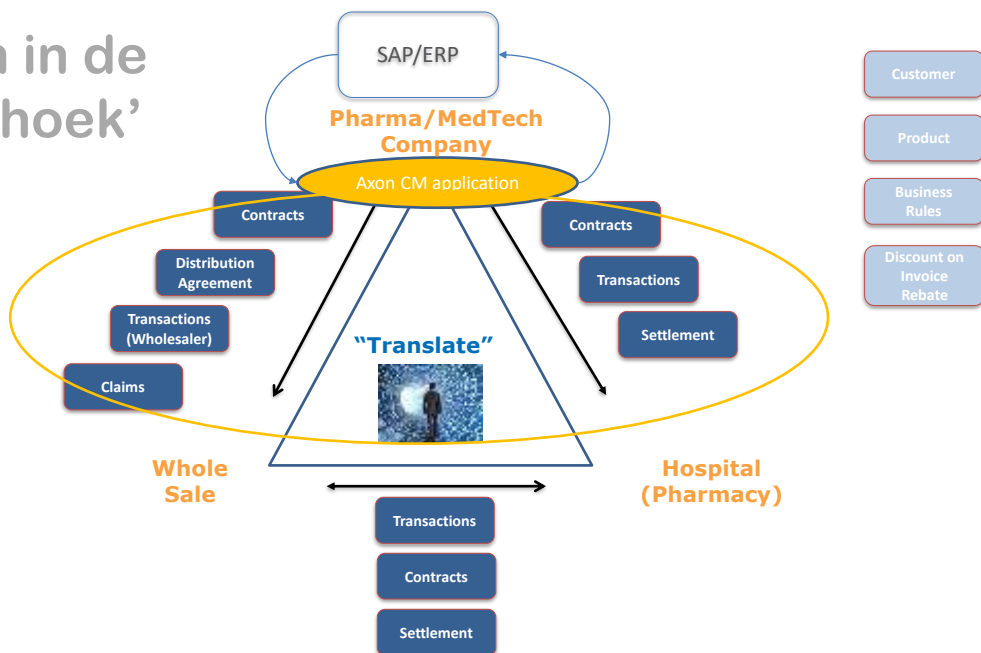 in de
hoek’
SAP/ERP
Pharma/MedTech
Company
Axon CM application
Contracts
Distribution
Agreement
Transactions
(Wholesaler)
Claims
Contracts
Transactions
Settlement
“Translate”
Whole
Sale
Hospital
(Pharmacy)
Transactions
Contracts
Settlement
Customer
Product
Business
Rules
Discount on
Invoice
Rebate